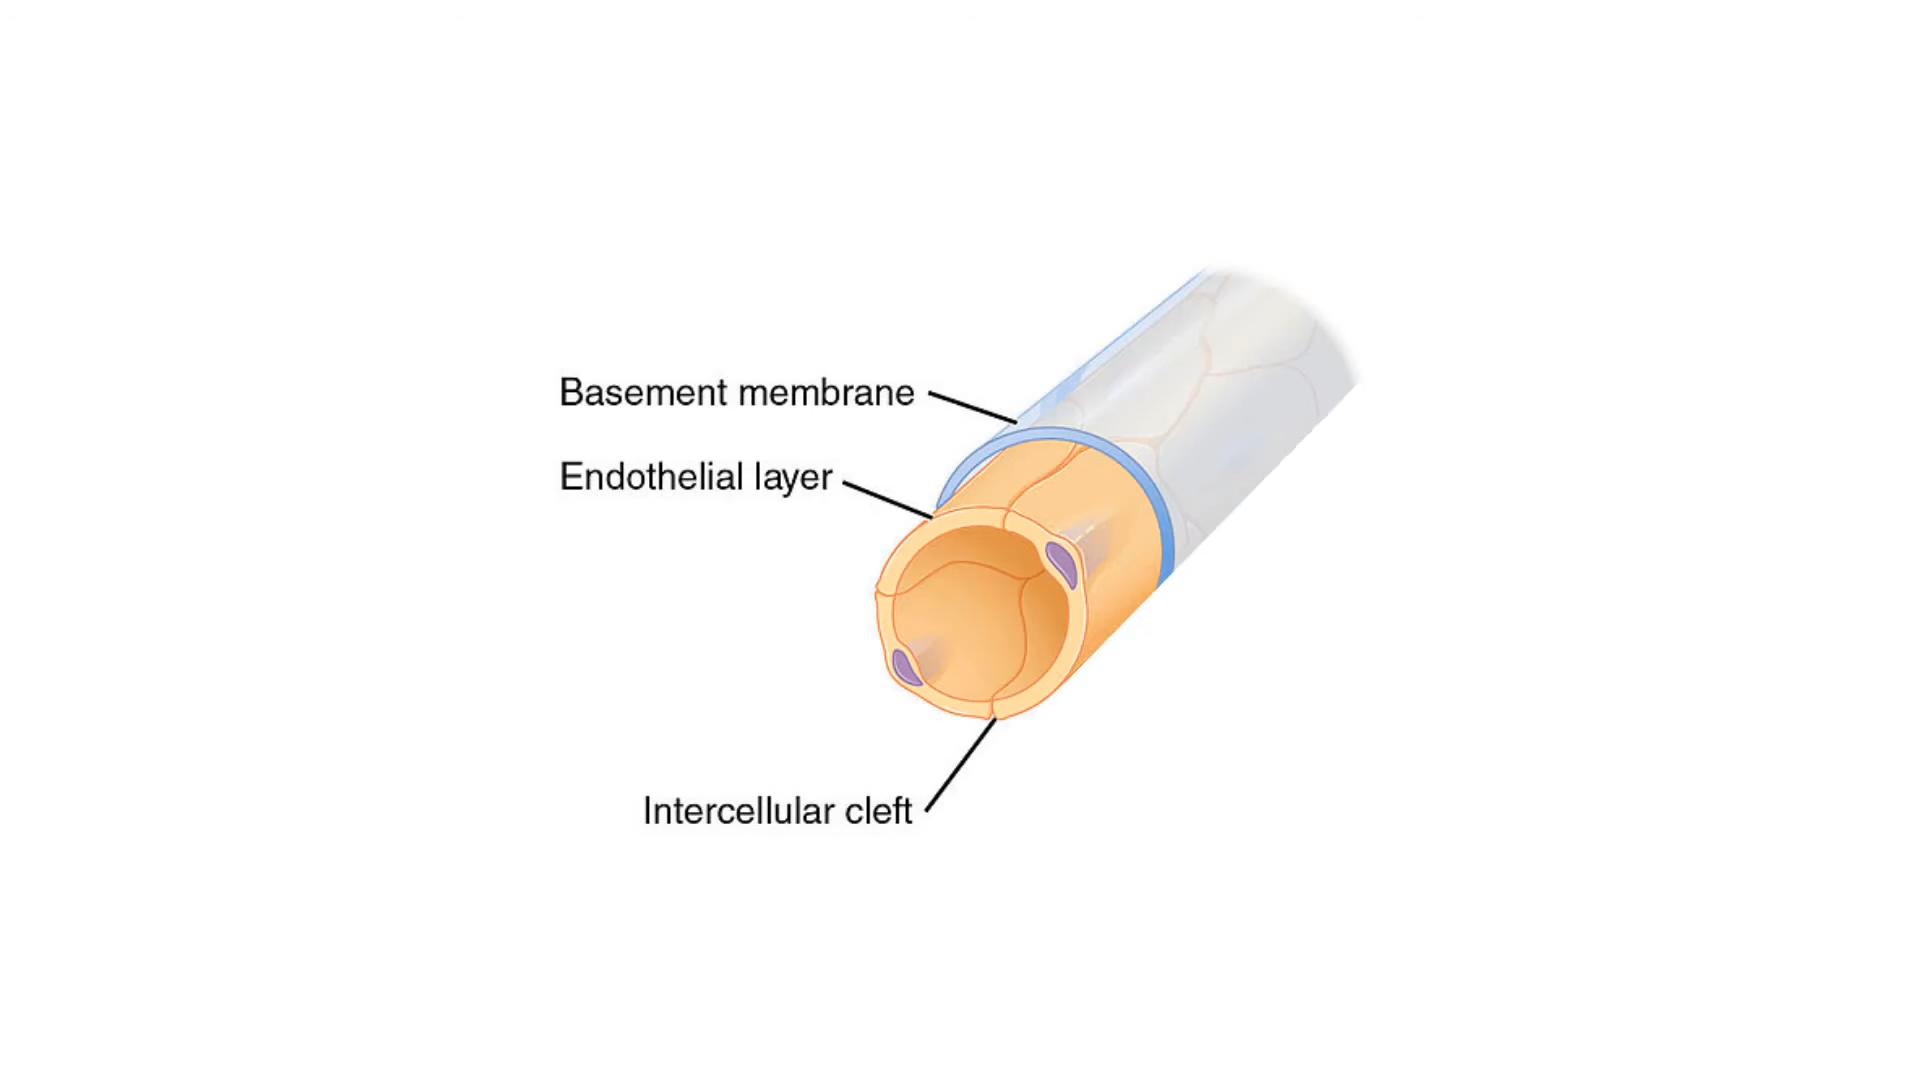 Basement membrane
Endothelial layer
Intercellular cleft